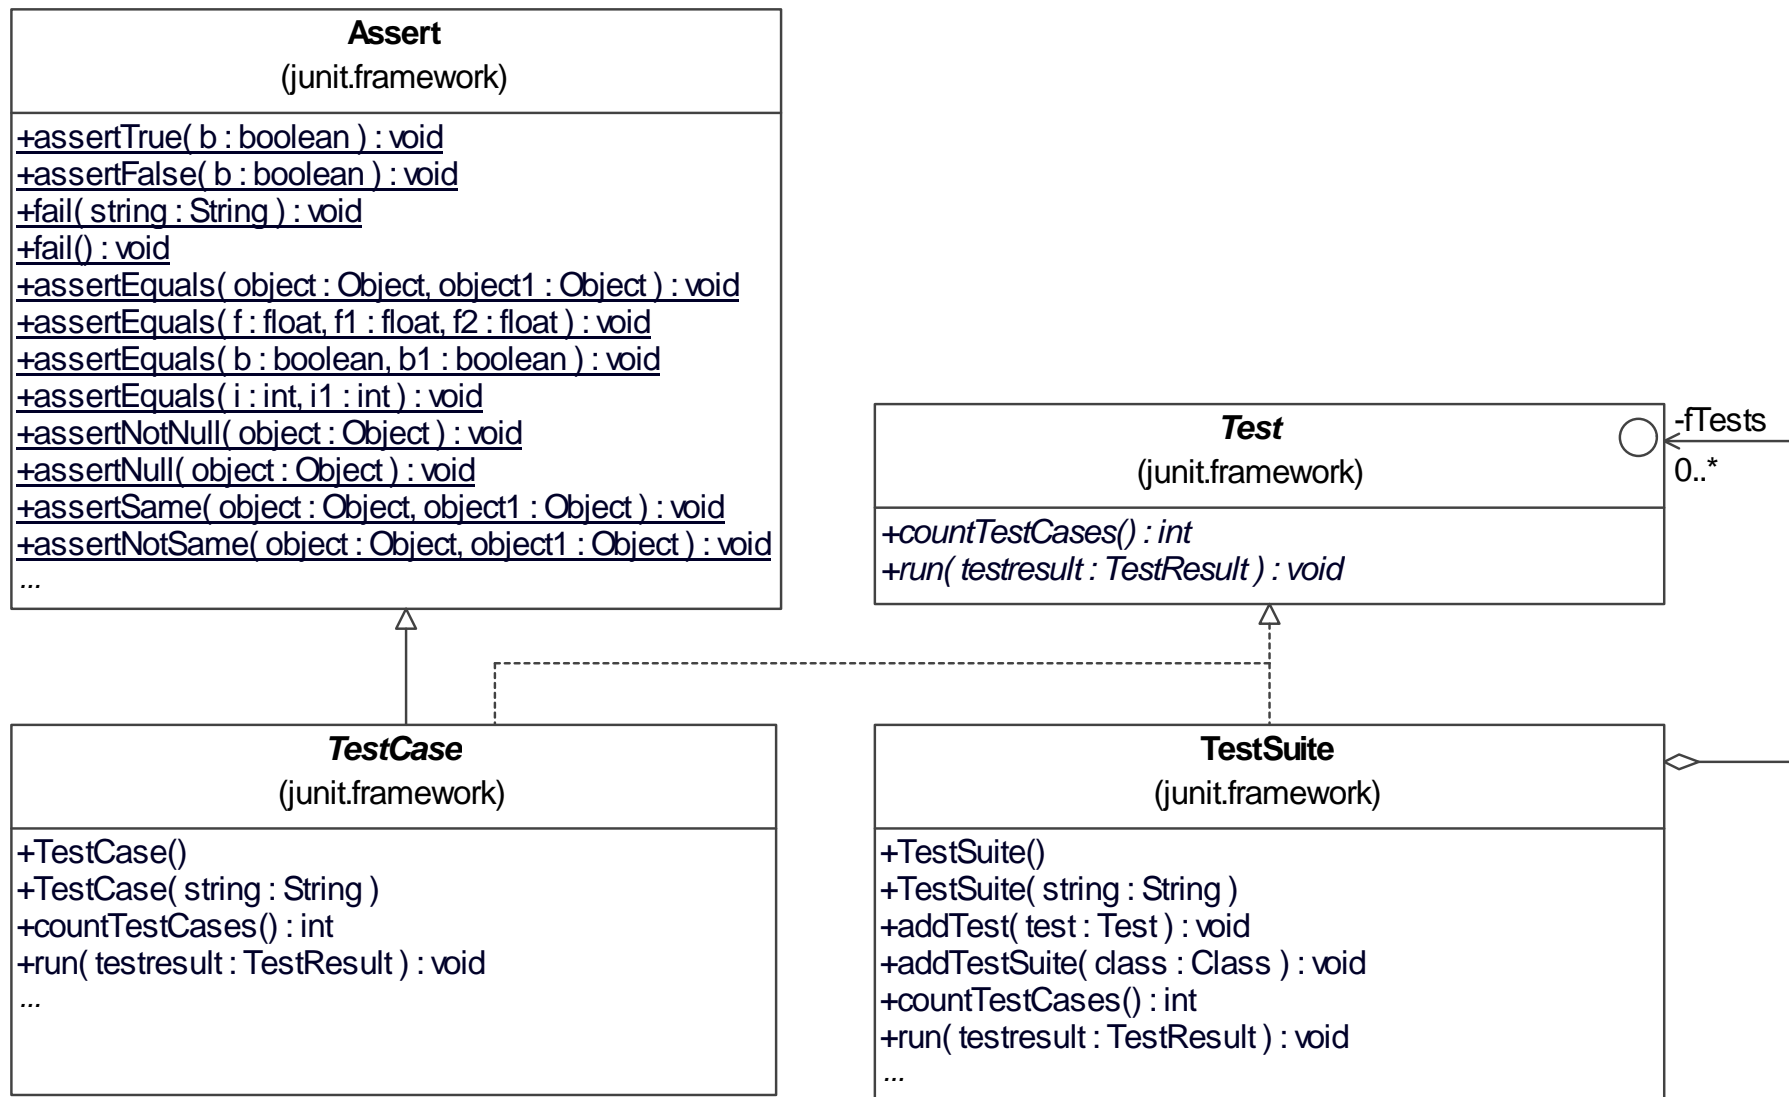 Assert
(junit.framework)
+assertTrue( b : boolean ) : void
+assertFalse( b : boolean ) : void
+fail( string : String ) : void
+fail() : void
+assertEquals( object : Object, object1 : Object ) : void
+assertEquals( f : float, f1 : float, f2 : float ) : void
+assertEquals( b : boolean, b1 : boolean ) : void
+assertEquals( i : int, i1 : int ) : void
+assertNotNull( object : Object ) : void
+assertNull( object : Object ) : void
+assertSame( object : Object, object1 : Object ) : void
+assertNotSame( object : Object, object1 : Object ) : void
...
Test
(junit.framework)
+countTestCases() : int
+run( testresult : TestResult ) : void
-fTests
0..*
TestCase
(junit.framework)
+TestCase()
+TestCase( string : String )
+countTestCases() : int
+run( testresult : TestResult ) : void
...
TestSuite
(junit.framework)
+TestSuite()
+TestSuite( string : String )
+addTest( test : Test ) : void
+addTestSuite( class : Class ) : void
+countTestCases() : int
+run( testresult : TestResult ) : void
...